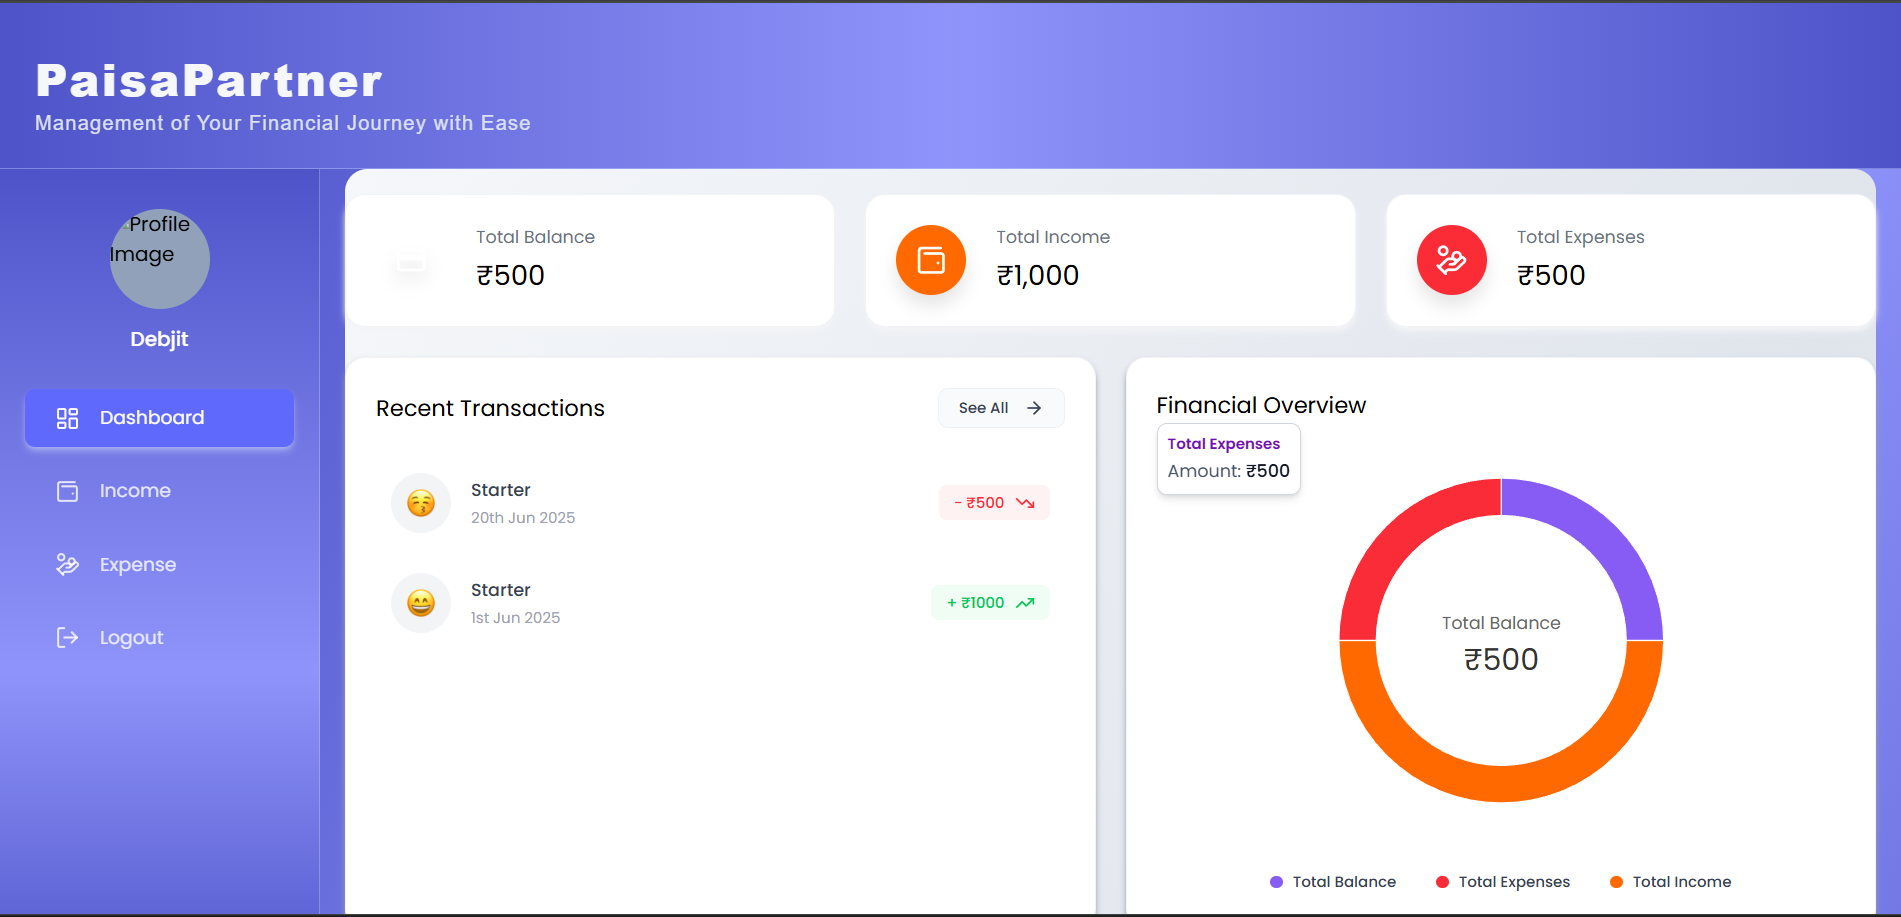 PaisaPartner
Management of Your Financial Journey with Ease
Profile
Image
Debjit
Dashboard
Income
Expense
Logout
Total Balance
₹500
Total Income
₹1,000
Total Expenses
₹500
Recent Transactions
See All
Starter
20th Jun 2025
- ₹500
Starter
1st Jun 2025
+ ₹1000
Financial Overview
Total Expenses
Amount: ₹500
Total Balance
₹500
Total Balance
Total Expenses
Total Income